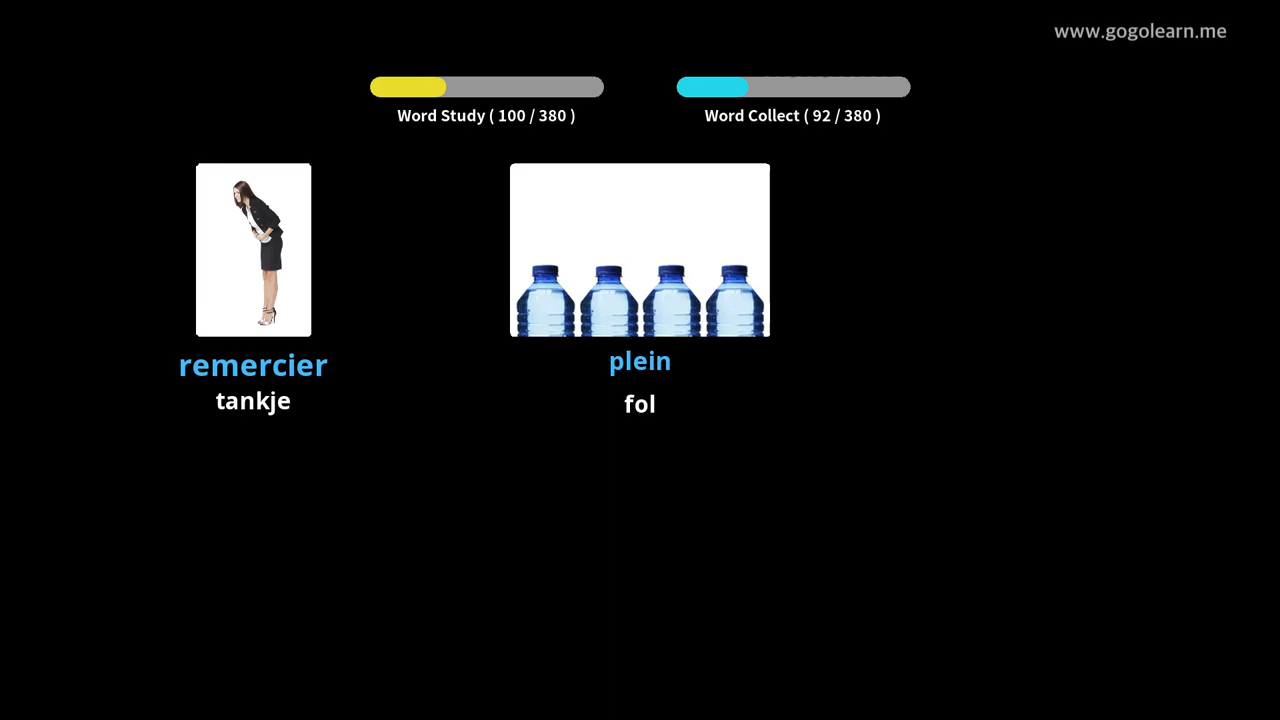 www.gogolearn.me
Word Study ( 100 / 380 )
Word Collect ( 92 / 380 )
remercier
tankje
plein
fol